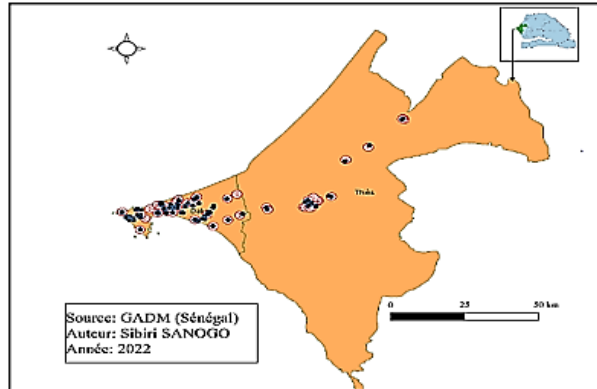 Thiès
0 25 50 km
Source: GADM (Sénégal)
Auteur: Sibiri SANOGO
Année: 2022